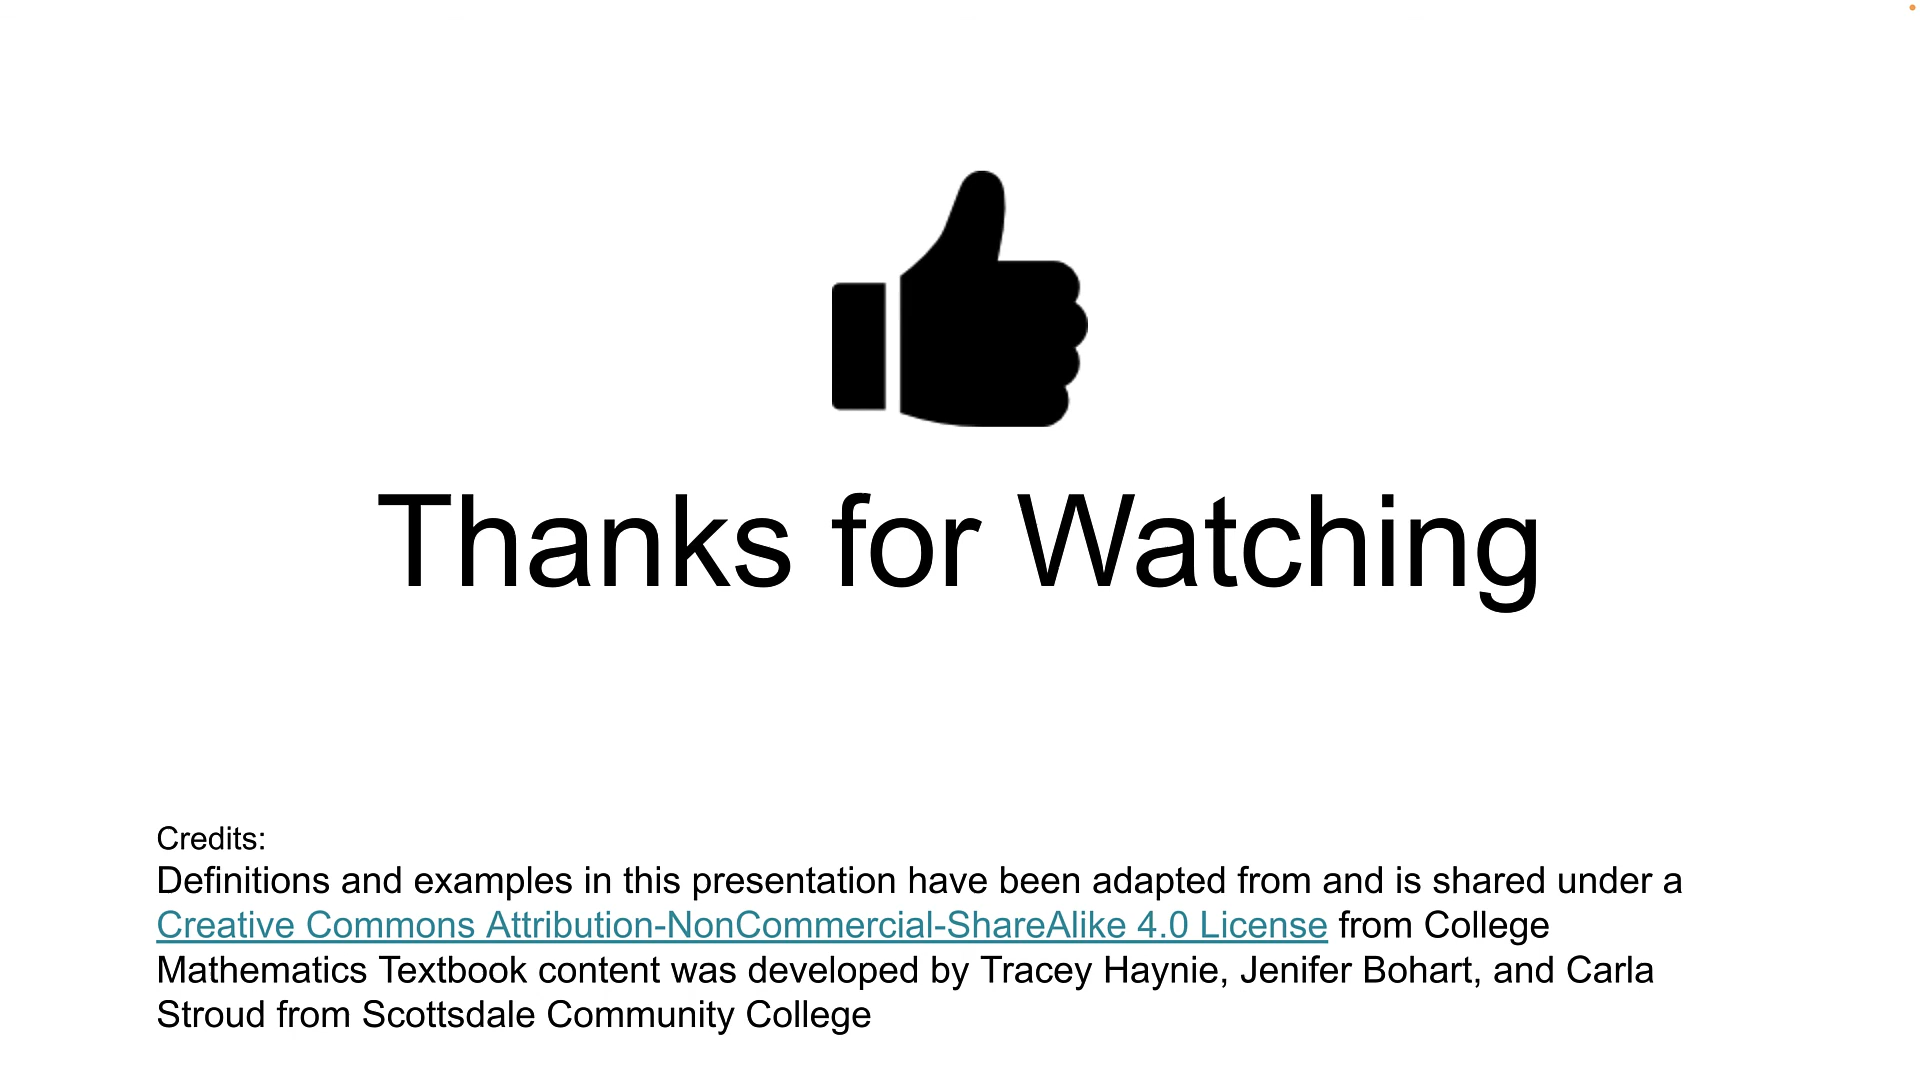 Thanks for Watching
Credits:
Definitions and examples in this presentation have been adapted from and is shared under a
Creative Commons Attribution-NonCommercial-ShareAlike 4.0 License from College
Mathematics Textbook content was developed by Tracey Haynie, Jenifer Bohart, and Carla
Stroud from Scottsdale Community College